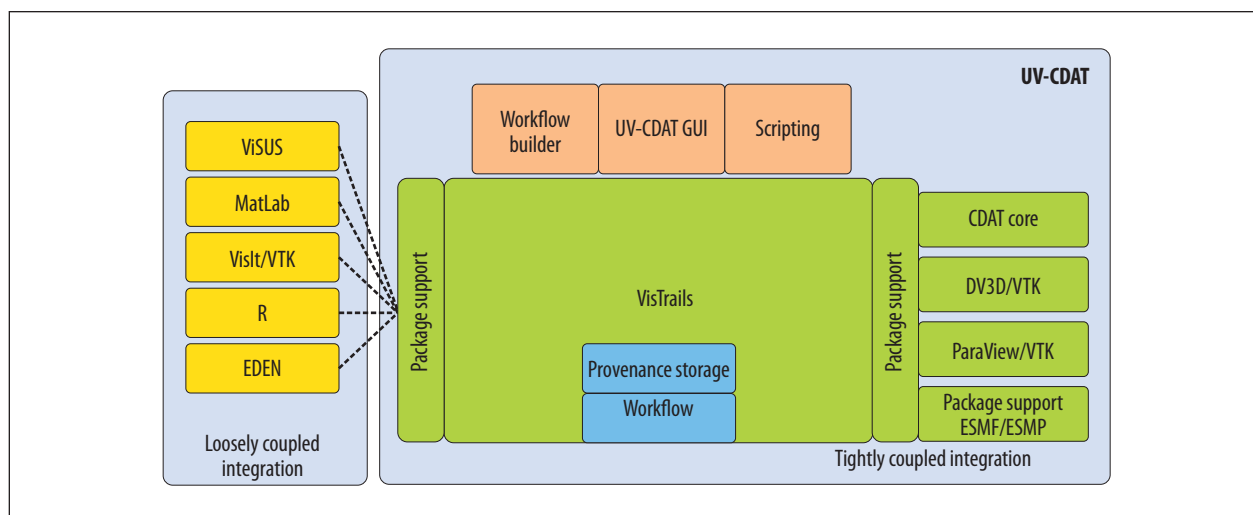 UV-CDAT
Workflow
builder
UV-CDAT GUI
Scripting
ViSUS
MatLab
VisIt/VTK
R
EDEN
Loosely coupled
integration
Package support
VisTrails
Provenance storage
Workflow
Package support
CDAT core
DV3D/VTK
ParaView/VTK
Package support
ESMF/ESMP
Tightly coupled integration